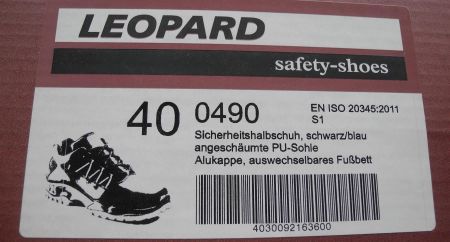 LEOPARD
safety-shoes
40 0490 EN ISO 20345:2011
S1
Sicherheitshalbschuh, schwarz/blau
angeschäumte PU-Sohle
Alukappe, auswechselbares Fußbett
4030092163600